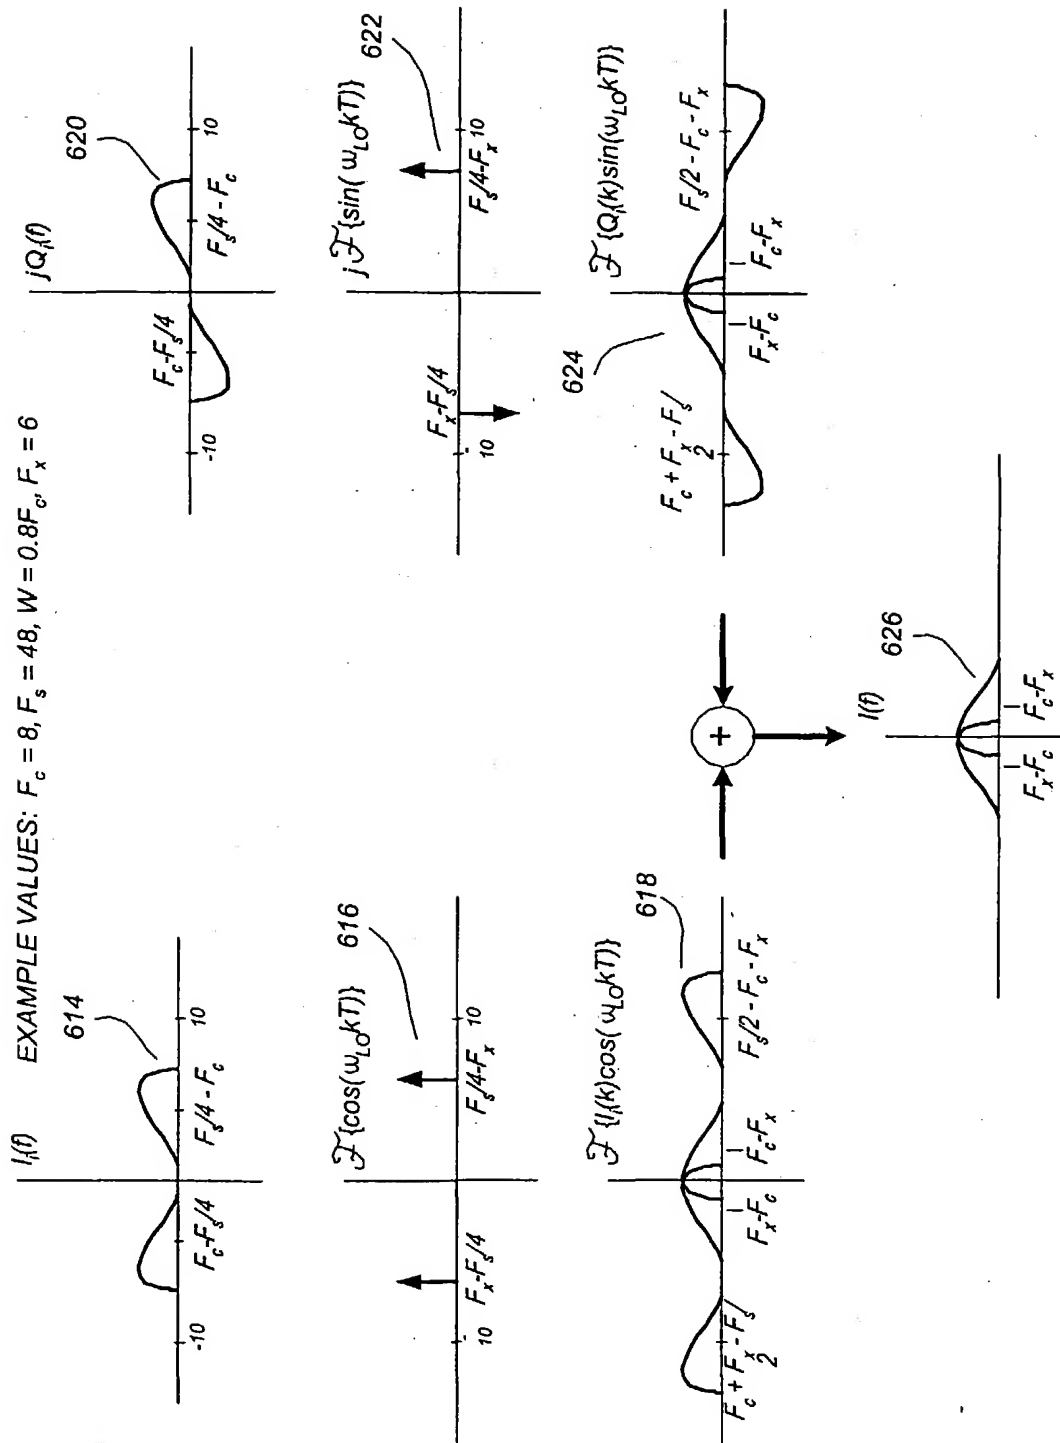 EXAMPLE VALUES: F_c = 8, F_s = 48, W = 0.8F_c, F_x = 6
I_i(f)
614
-10
F_c-F_s/4
F_s/4 - F_c
10
jQ_i(f)
620
-10
F_c-F_s/4
F_s/4 - F_c
10
ℱ{cos(ω_LO kT)}
616
-10
F_x-F_s/4
F_s/4-F_x
10
jℱ{sin(ω_LO kT)}
622
-10
F_x-F_s/4
F_s/4-F_x
10
ℱ{I_i(k)cos(ω_LO kT)}
618
F_c + F_x - F_s/2
F_x-F_c
F_c-F_x
F_s/2 - F_c - F_x
ℱ{Q_i(k)sin(ω_LO kT)}
624
F_c + F_x - F_s/2
F_x-F_c
F_c-F_x
F_s/2 - F_c - F_x
+
I(f)
626
F_x-F_c
F_c-F_x